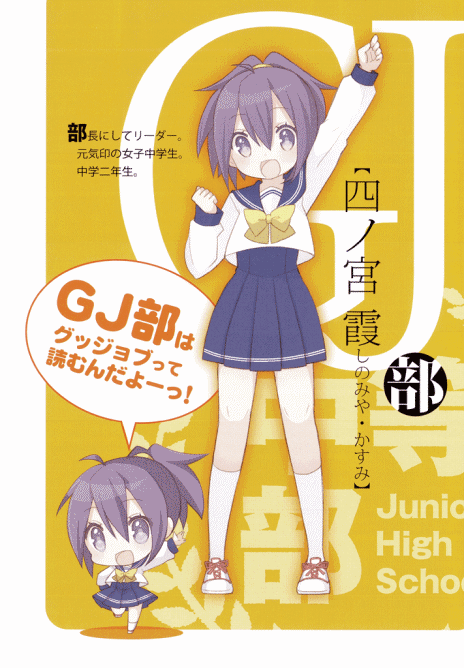 GJ
部
部長にしてリーダー。
元気印の女子中学生。
中学二年生。
【四ノ宮 霞しのみや・かすみ】
GJ部は
グッジョブって
読むんだよーっ!
中等部
Junio
High
Schoo